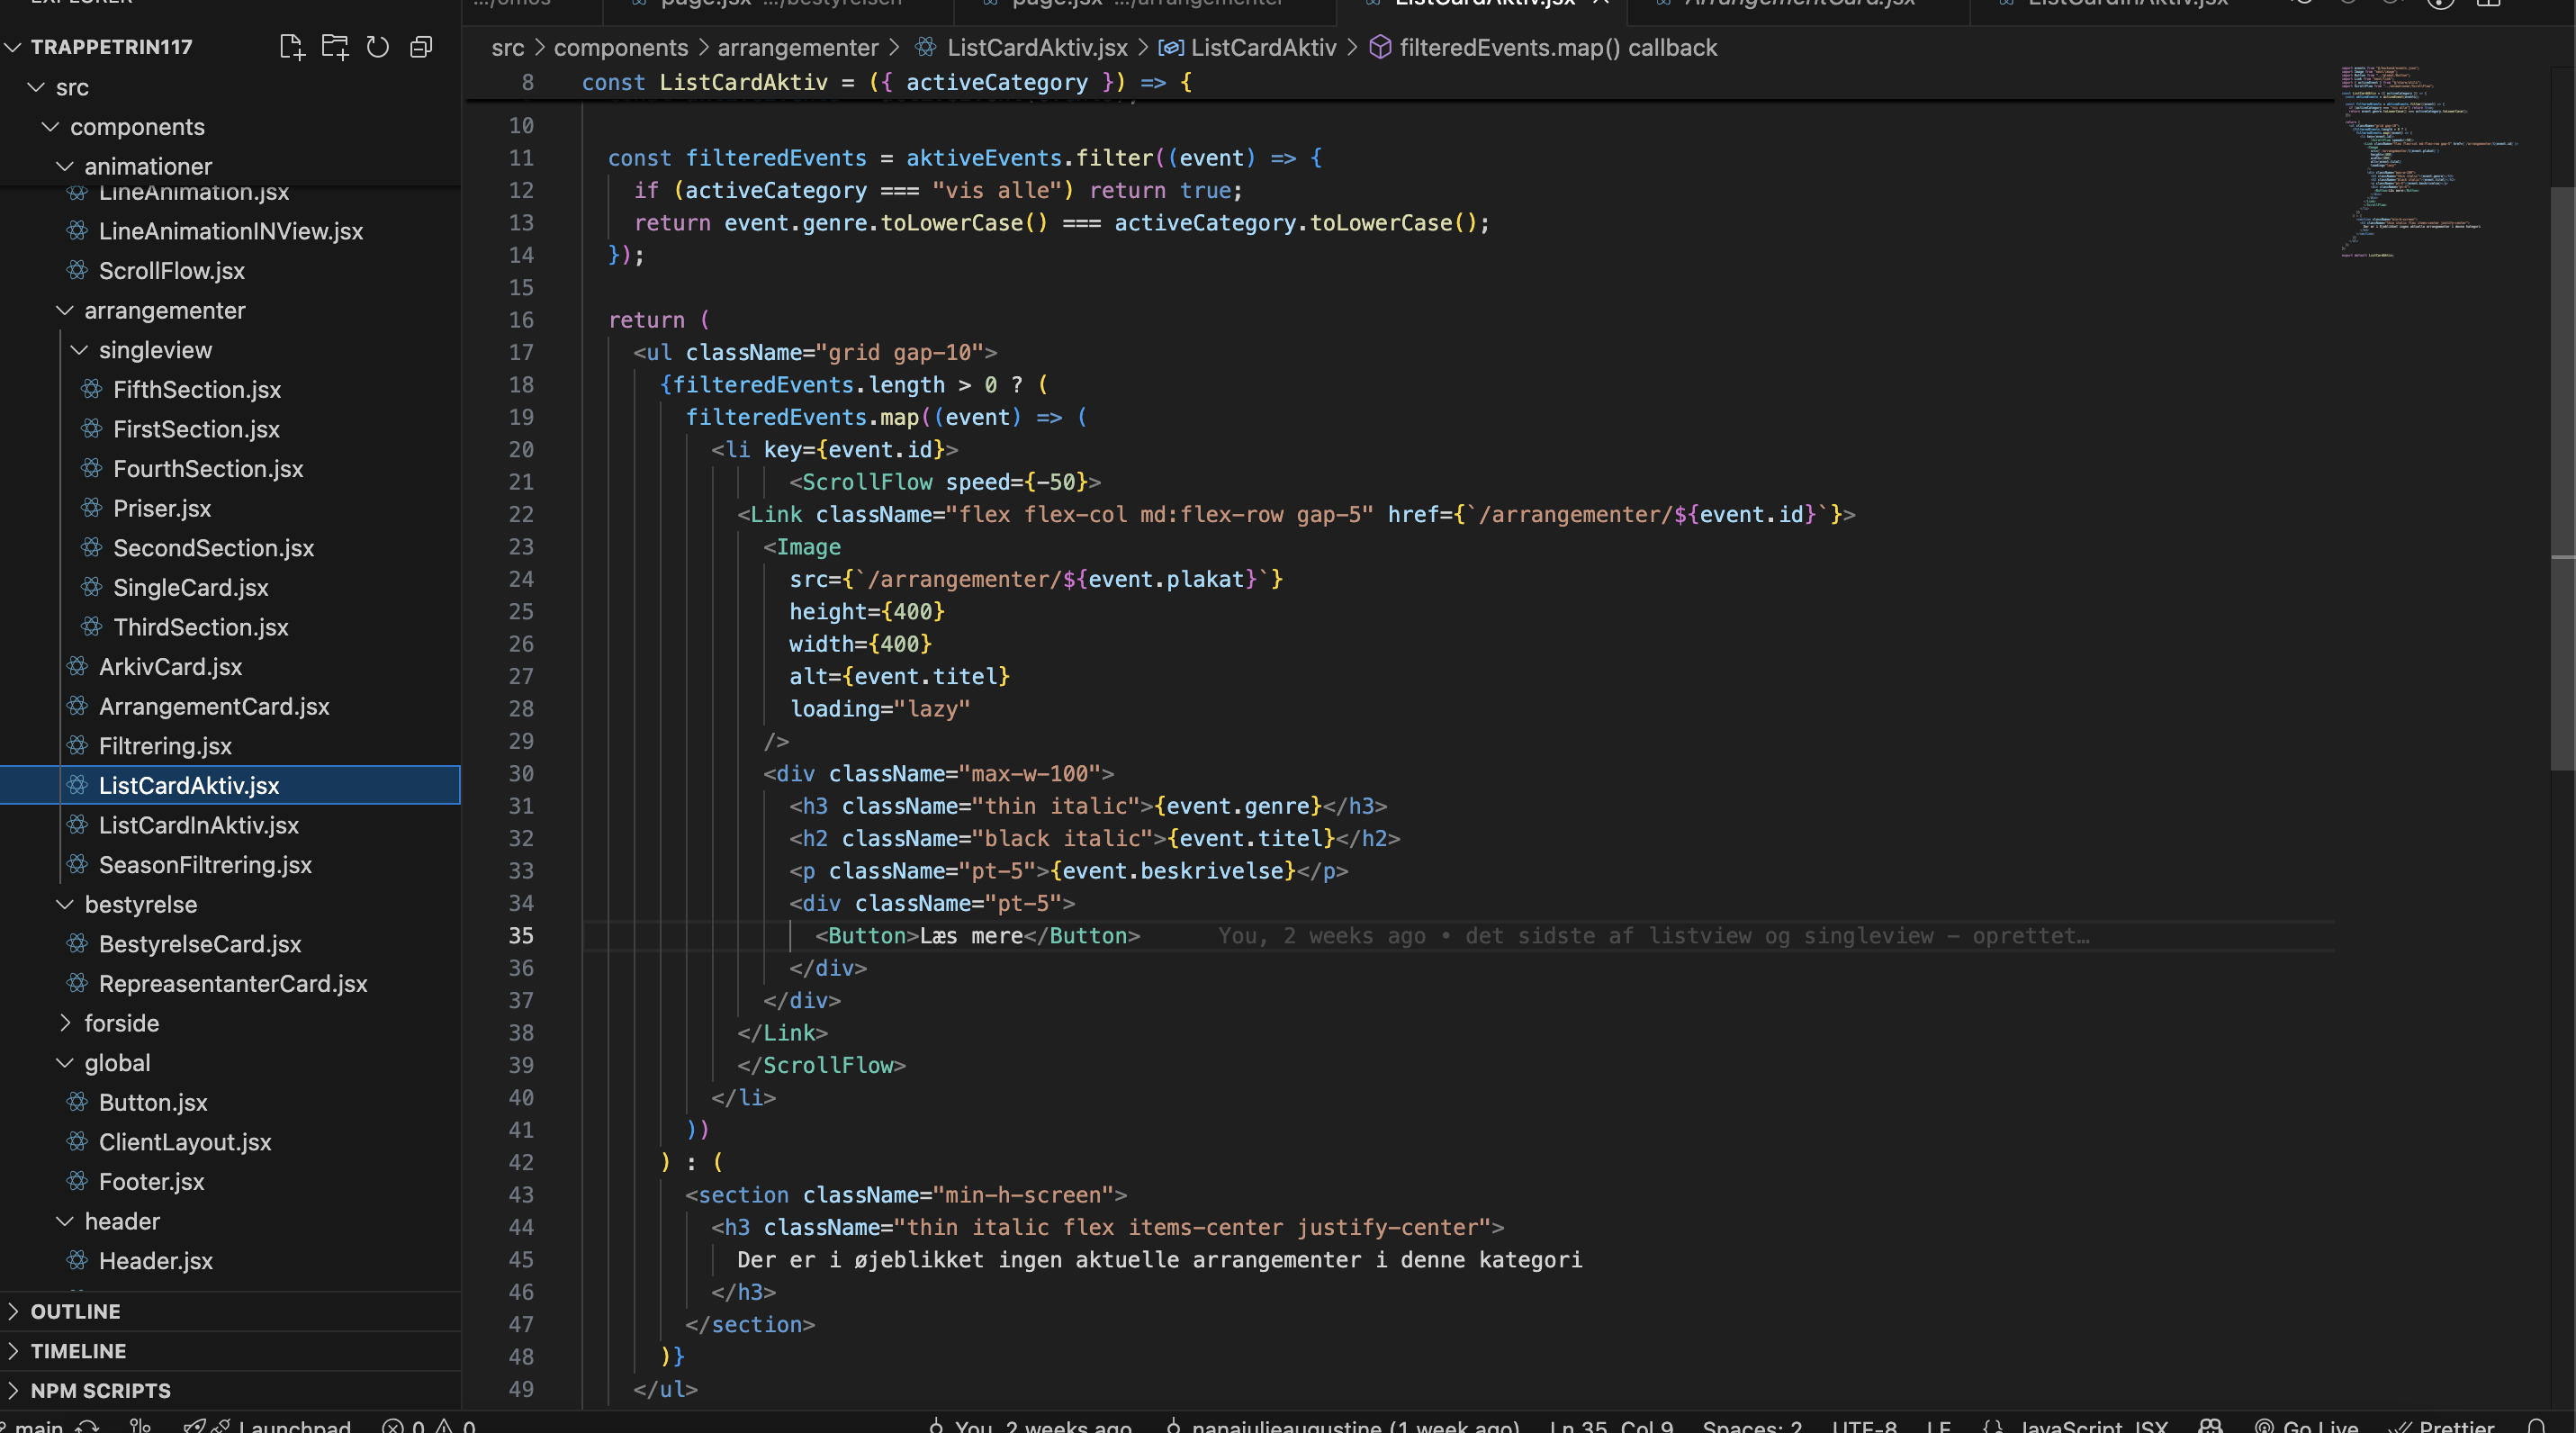 EXPLORER
TRAPPETRIN117
src
components
animationer
LineAnimation.jsx
LineAnimationINView.jsx
ScrollFlow.jsx
arrangementer
singleview
FifthSection.jsx
FirstSection.jsx
FourthSection.jsx
Priser.jsx
SecondSection.jsx
SingleCard.jsx
ThirdSection.jsx
ArkivCard.jsx
ArrangementCard.jsx
Filtrering.jsx
ListCardAktiv.jsx
ListCardInAktiv.jsx
SeasonFiltrering.jsx
bestyrelse
BestyrelseCard.jsx
RepreasentanterCard.jsx
forside
global
Button.jsx
ClientLayout.jsx
Footer.jsx
header
Header.jsx
OUTLINE
TIMELINE
NPM SCRIPTS
.../omos page.jsx .../bestyrelsen page.jsx .../arrangementer ListCardAktiv.jsx ArrangementCard.jsx ListCardInAktiv.jsx
src > components > arrangementer > ListCardAktiv.jsx > ListCardAktiv > filteredEvents.map() callback
8 const ListCardAktiv = ({ activeCategory }) => {
10
11 const filteredEvents = aktiveEvents.filter((event) => {
12 if (activeCategory === "vis alle") return true;
13 return event.genre.toLowerCase() === activeCategory.toLowerCase();
14 });
15
16 return (
17 <ul className="grid gap-10">
18 {filteredEvents.length > 0 ? (
19 filteredEvents.map((event) => (
20 <li key={event.id}>
21 <ScrollFlow speed={-50}>
22 <Link className="flex flex-col md:flex-row gap-5" href={`/arrangementer/${event.id}`}>
23 <Image
24 src={`/arrangementer/${event.plakat}`}
25 height={400}
26 width={400}
27 alt={event.titel}
28 loading="lazy"
29 />
30 <div className="max-w-100">
31 <h3 className="thin italic">{event.genre}</h3>
32 <h2 className="black italic">{event.titel}</h2>
33 <p className="pt-5">{event.beskrivelse}</p>
34 <div className="pt-5">
35 <Button>Læs mere</Button> You, 2 weeks ago • det sidste af listview og singleview – oprettet…
36 </div>
37 </div>
38 </Link>
39 </ScrollFlow>
40 </li>
41 ))
42 ) : (
43 <section className="min-h-screen">
44 <h3 className="thin italic flex items-center justify-center">
45 Der er i øjeblikket ingen aktuelle arrangementer i denne kategori
46 </h3>
47 </section>
48 )}
49 </ul>
main Launchpad 0 0 You, 2 weeks ago nanajulieaugustine (1 week ago) Ln 35, Col 9 Spaces: 2 UTF-8 LF {} JavaScript JSX Go Live Prettier